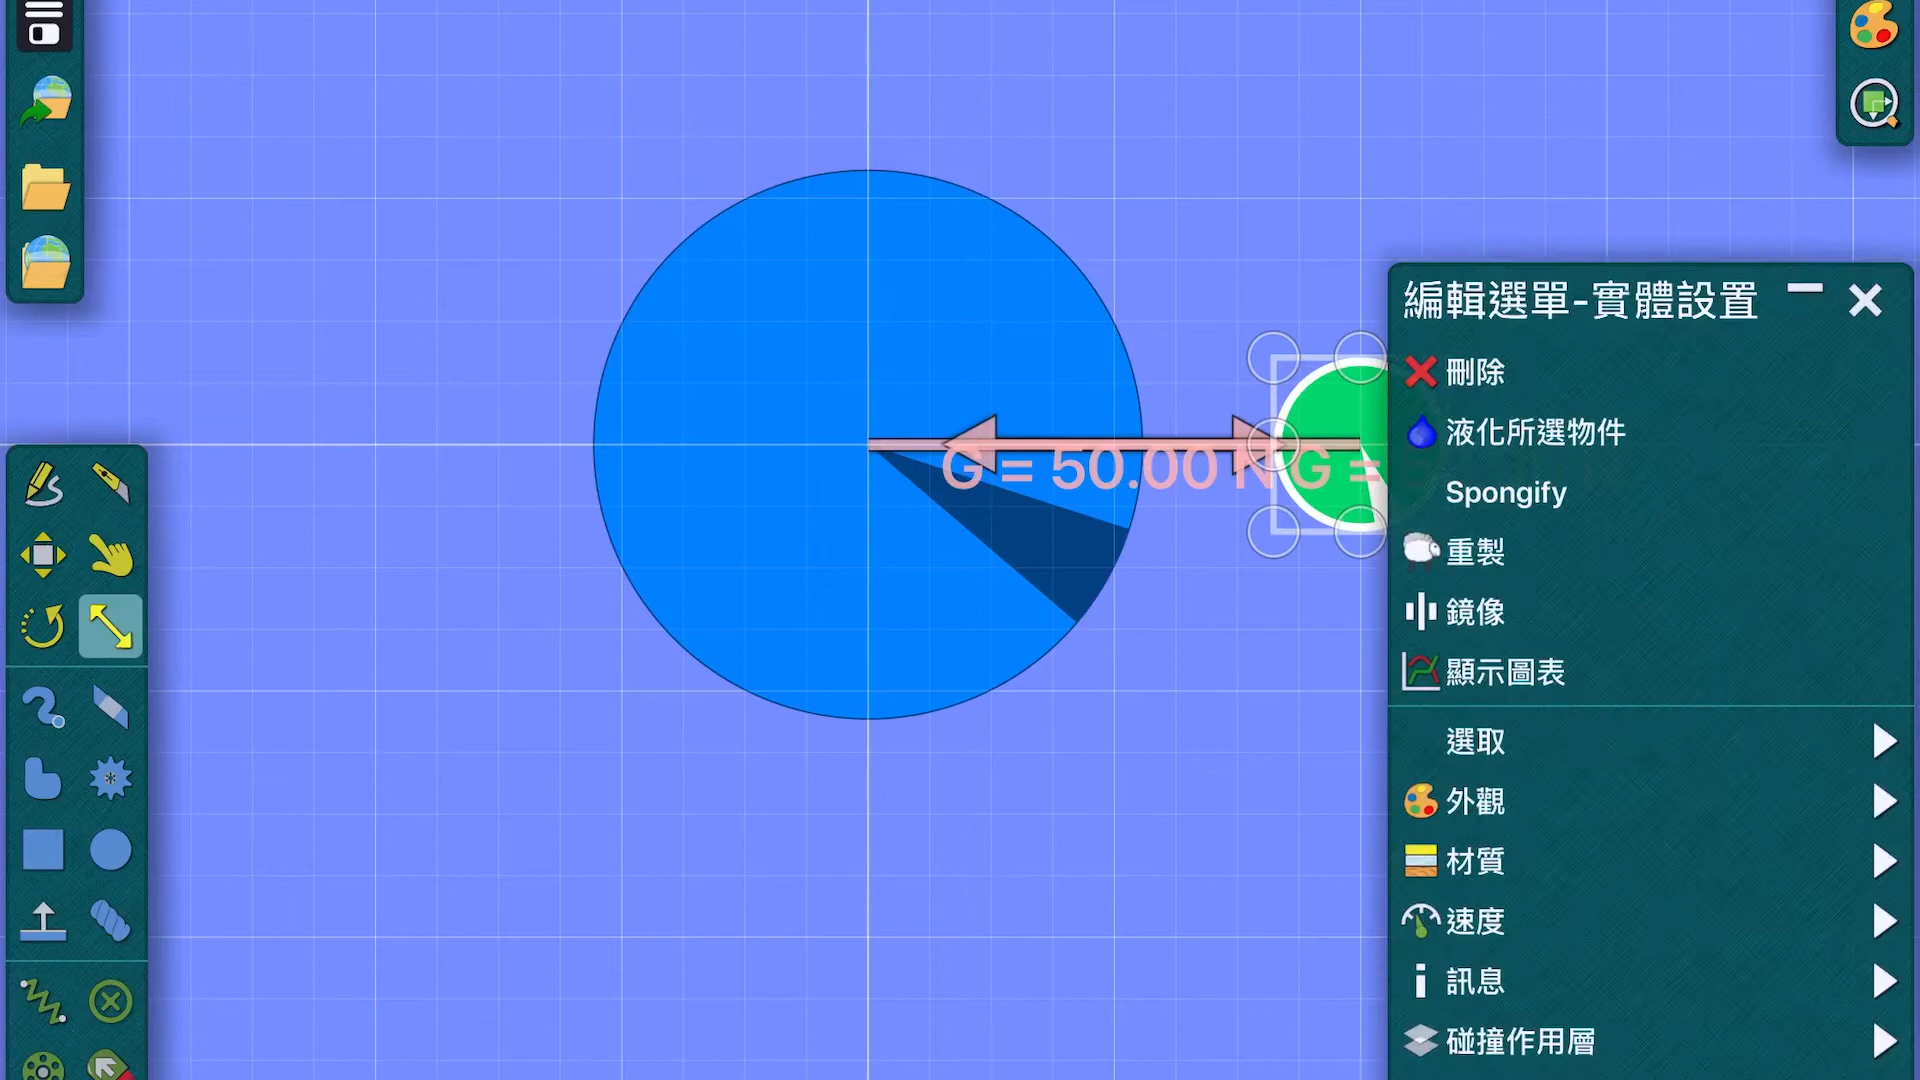 G = 50.00 N
G =
編輯選單-實體設置
刪除
液化所選物件
Spongify
重製
鏡像
顯示圖表
選取
外觀
材質
速度
訊息
碰撞作用層